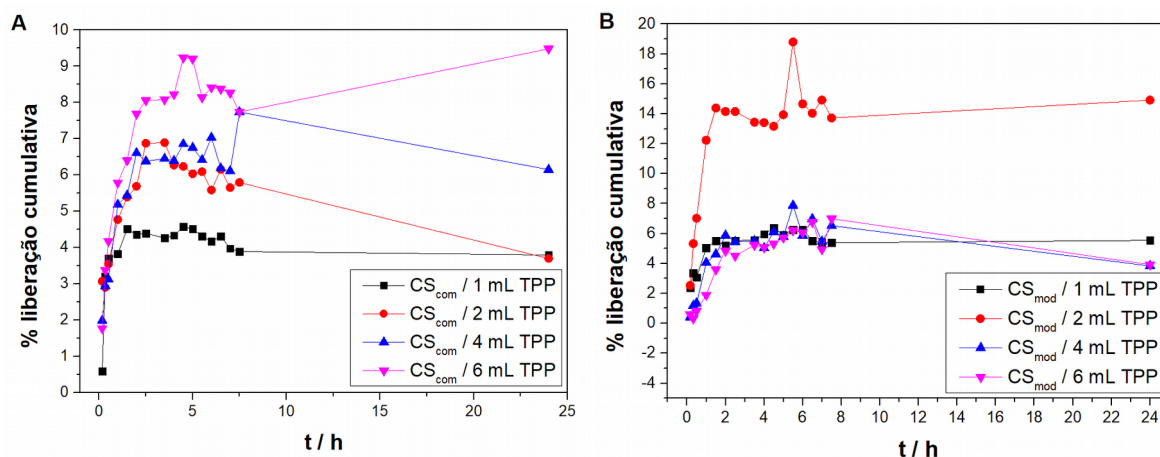 A
% liberação cumulativa
10
9
8
7
6
5
4
3
2
1
0
0 5 10 15 20 25
t / h
CScom / 1 mL TPP
CScom / 2 mL TPP
CScom / 4 mL TPP
CScom / 6 mL TPP
B
% liberação cumulativa
20
18
16
14
12
10
8
6
4
2
0
-2
-4
0 2 4 6 8 10 12 14 16 18 20 22 24
t / h
CSmod / 1 mL TPP
CSmod / 2 mL TPP
CSmod / 4 mL TPP
CSmod / 6 mL TPP